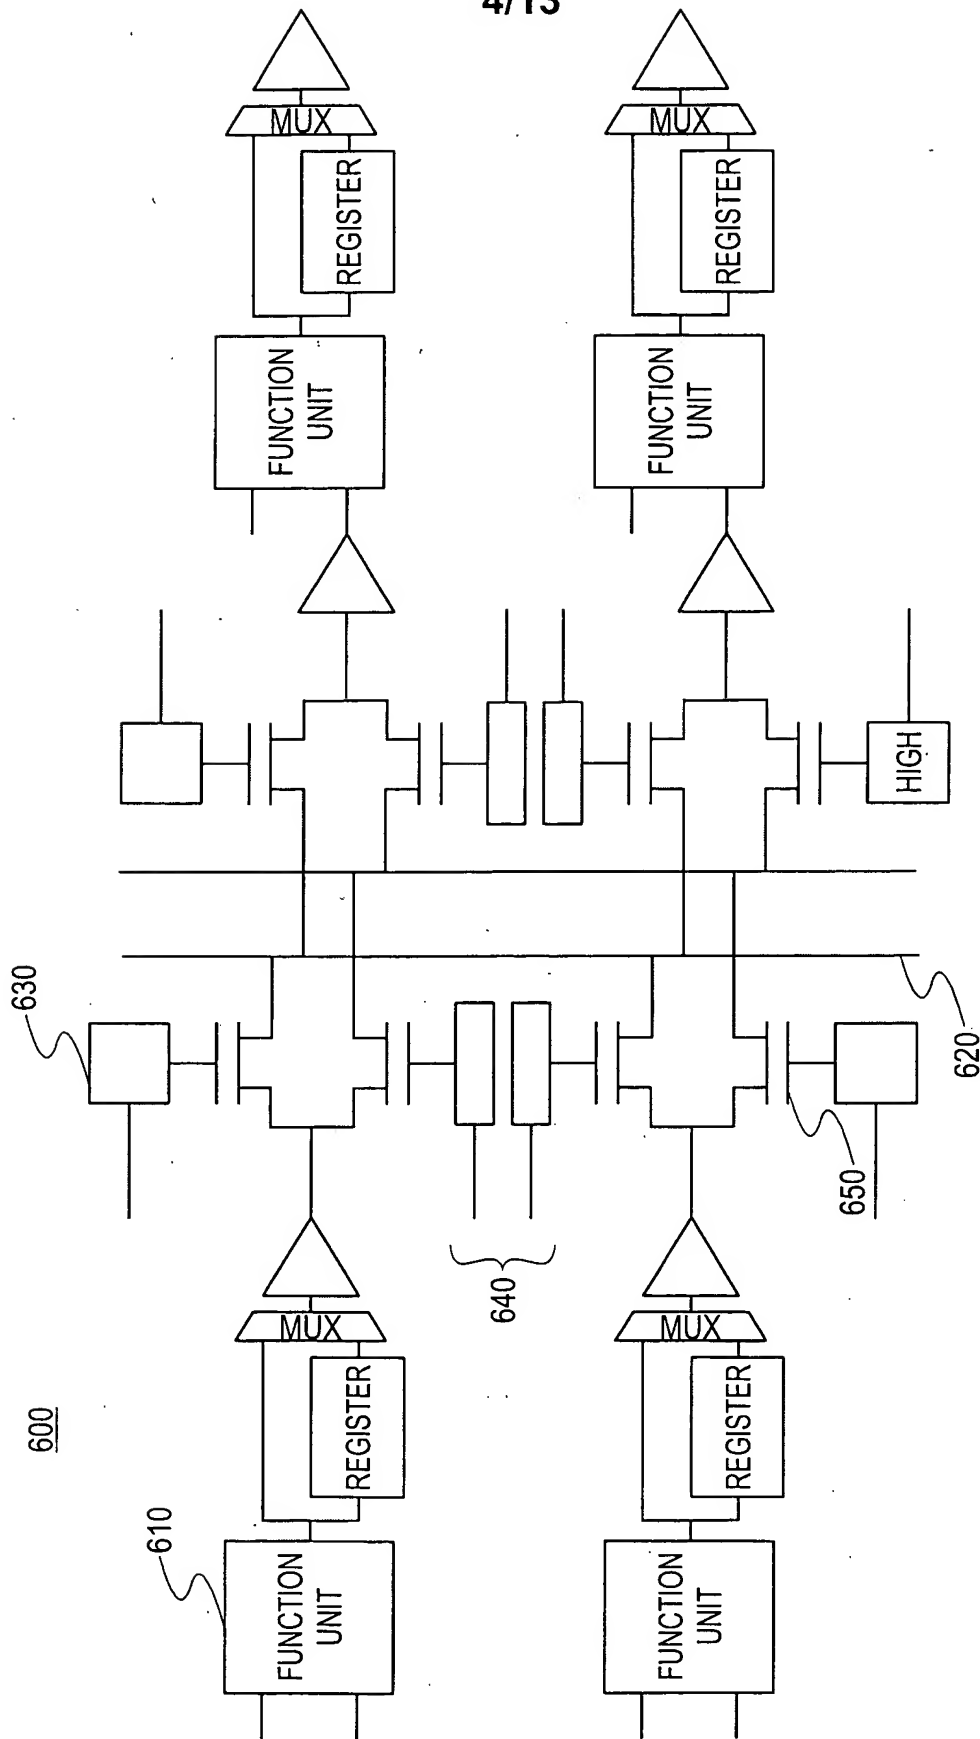 4/13
600
610
FUNCTION
UNIT
REGISTER
MUX
630
640
650
620
FUNCTION
UNIT
REGISTER
MUX
FUNCTION
UNIT
REGISTER
MUX
HIGH
FUNCTION
UNIT
REGISTER
MUX